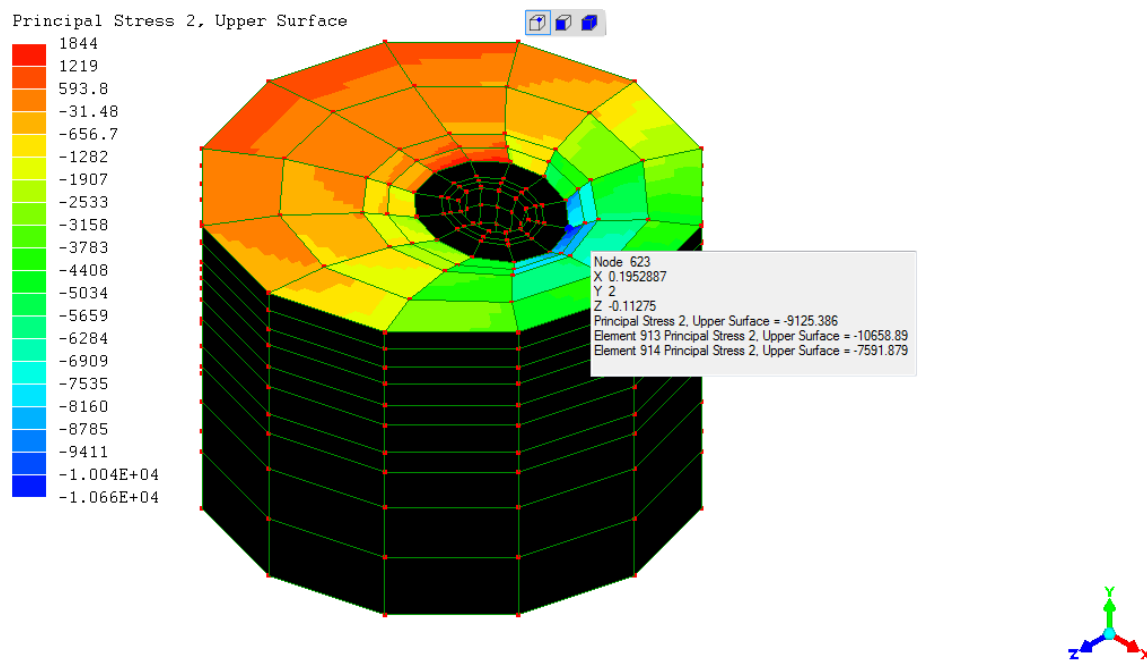 Principal Stress 2, Upper Surface
1844
1219
593.8
-31.48
-656.7
-1282
-1907
-2533
-3158
-3783
-4408
-5034
-5659
-6284
-6909
-7535
-8160
-8785
-9411
-1.004E+04
-1.066E+04
Node 623
X 0.1952887
Y 2
Z -0.11275
Principal Stress 2, Upper Surface = -9125.386
Element 913 Principal Stress 2, Upper Surface = -10658.89
Element 914 Principal Stress 2, Upper Surface = -7591.879
Y
Z
X